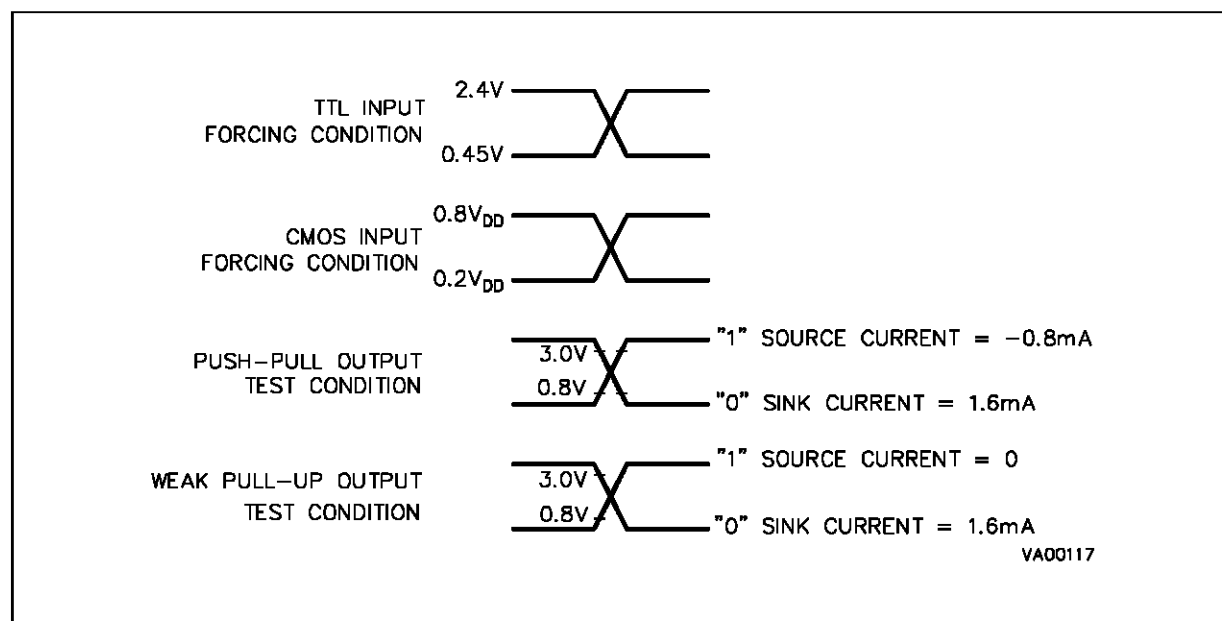 2.4V
TTL INPUT
FORCING CONDITION
0.45V
0.8VDD
CMOS INPUT
FORCING CONDITION
0.2VDD
"1" SOURCE CURRENT = -0.8mA
3.0V
PUSH-PULL OUTPUT
TEST CONDITION
0.8V
"0" SINK CURRENT = 1.6mA
"1" SOURCE CURRENT = 0
3.0V
WEAK PULL-UP OUTPUT
TEST CONDITION
0.8V
"0" SINK CURRENT = 1.6mA
VA00117